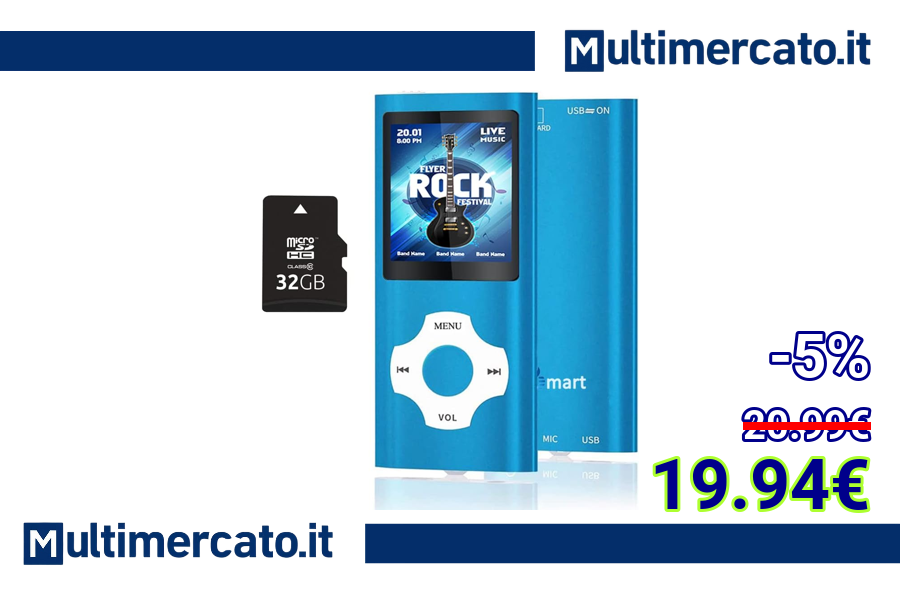 Multimercato.it
USB ON
20.01
8:00 PM
LIVE
MUSIC
FLYER
ROCK
FESTIVAL
Band Name Band Name Band Name
micro
SD
HC
CLASS 10
32GB
MENU
VOL
mart
MIC USB
-5%
20.99€
19.94€
Multimercato.it